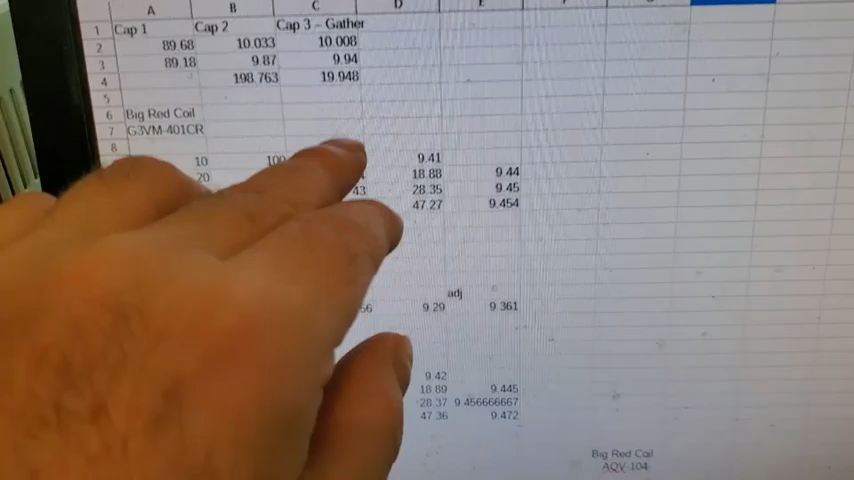 A B C D E
1 Cap 1 Cap 2 Cap 3 – Gather
2 89.68 10.033 10.008
3 89.18 9.87 9.94
4 198.763 19.948
5
6 Big Red Coil
7 G3VM-401CR
8
10 100 9.41
20 18.88 9.44
43 28.35 9.45
47.27 9.454
adj
56 9.29 9.361
9.42
18.89 9.445
28.37 9.456666667
47.36 9.472
Big Red Coil
AQV-104